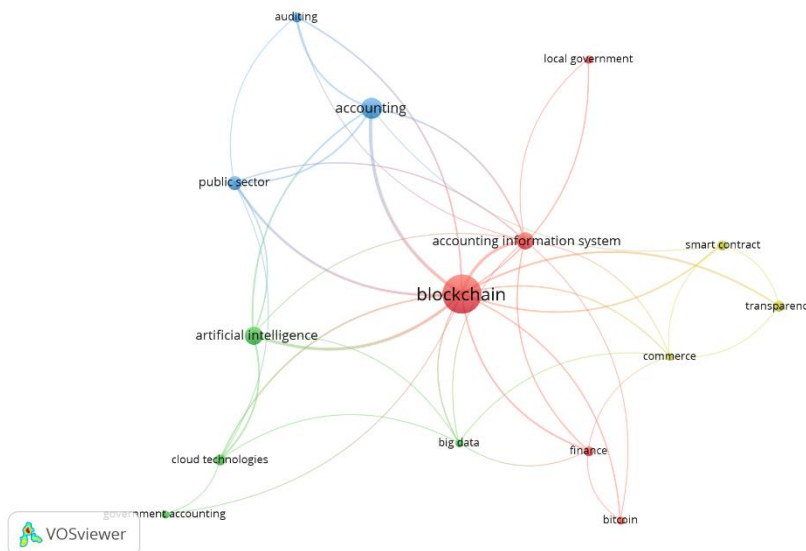 auditing
local government
accounting
public sector
accounting information system
smart contract
blockchain
transparenc
artificial intelligence
commerce
big data
finance
cloud technologies
government accounting
bitcoin
VOSviewer